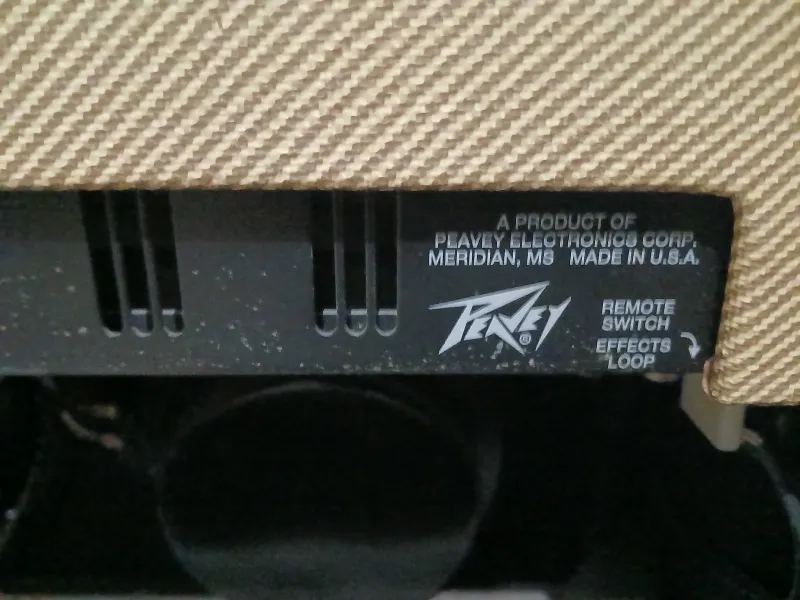 A PRODUCT OF
PEAVEY ELECTRONICS CORP.
MERIDIAN, MS MADE IN U.S.A.
PEAVEY®
REMOTE
SWITCH
EFFECTS
LOOP